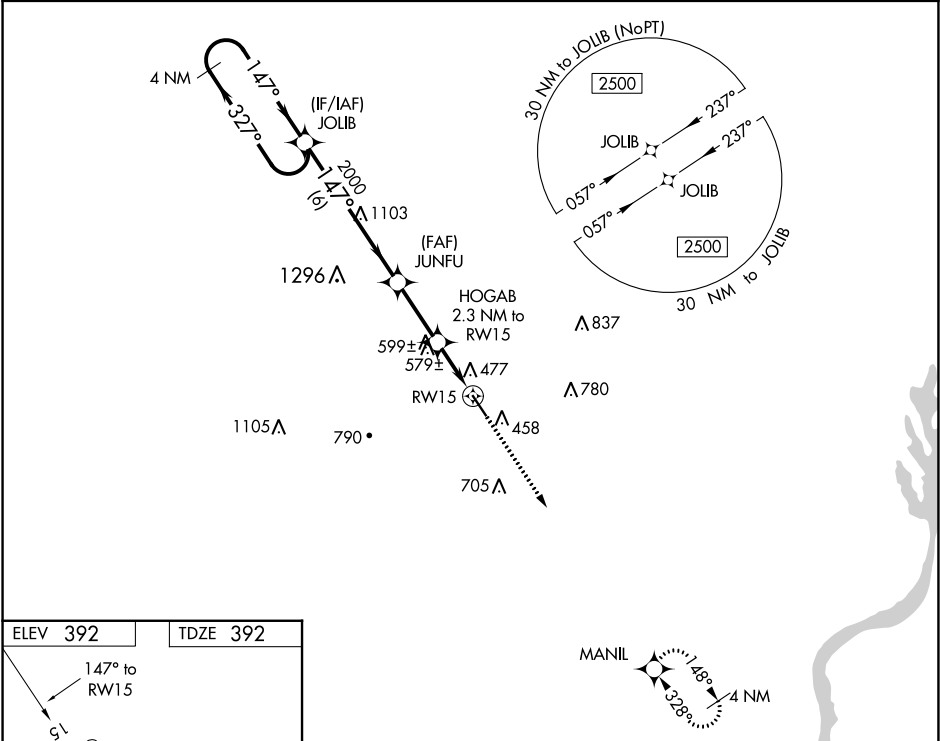 4 NM
147°
327°
(IF/IAF)
JOLIB
2000
147°
(6)
1103
(FAF)
JUNFU
1296
HOGAB
2.3 NM to
RW15
599±
579±
477
RW15
837
780
458
1105
790
705
30 NM to JOLIB (NoPT)
2500
237°
JOLIB
057°
237°
JOLIB
057°
2500
30 NM to JOLIB
MANIL
148°
328°
4 NM
ELEV 392
TDZE 392
147° to
RW15
15